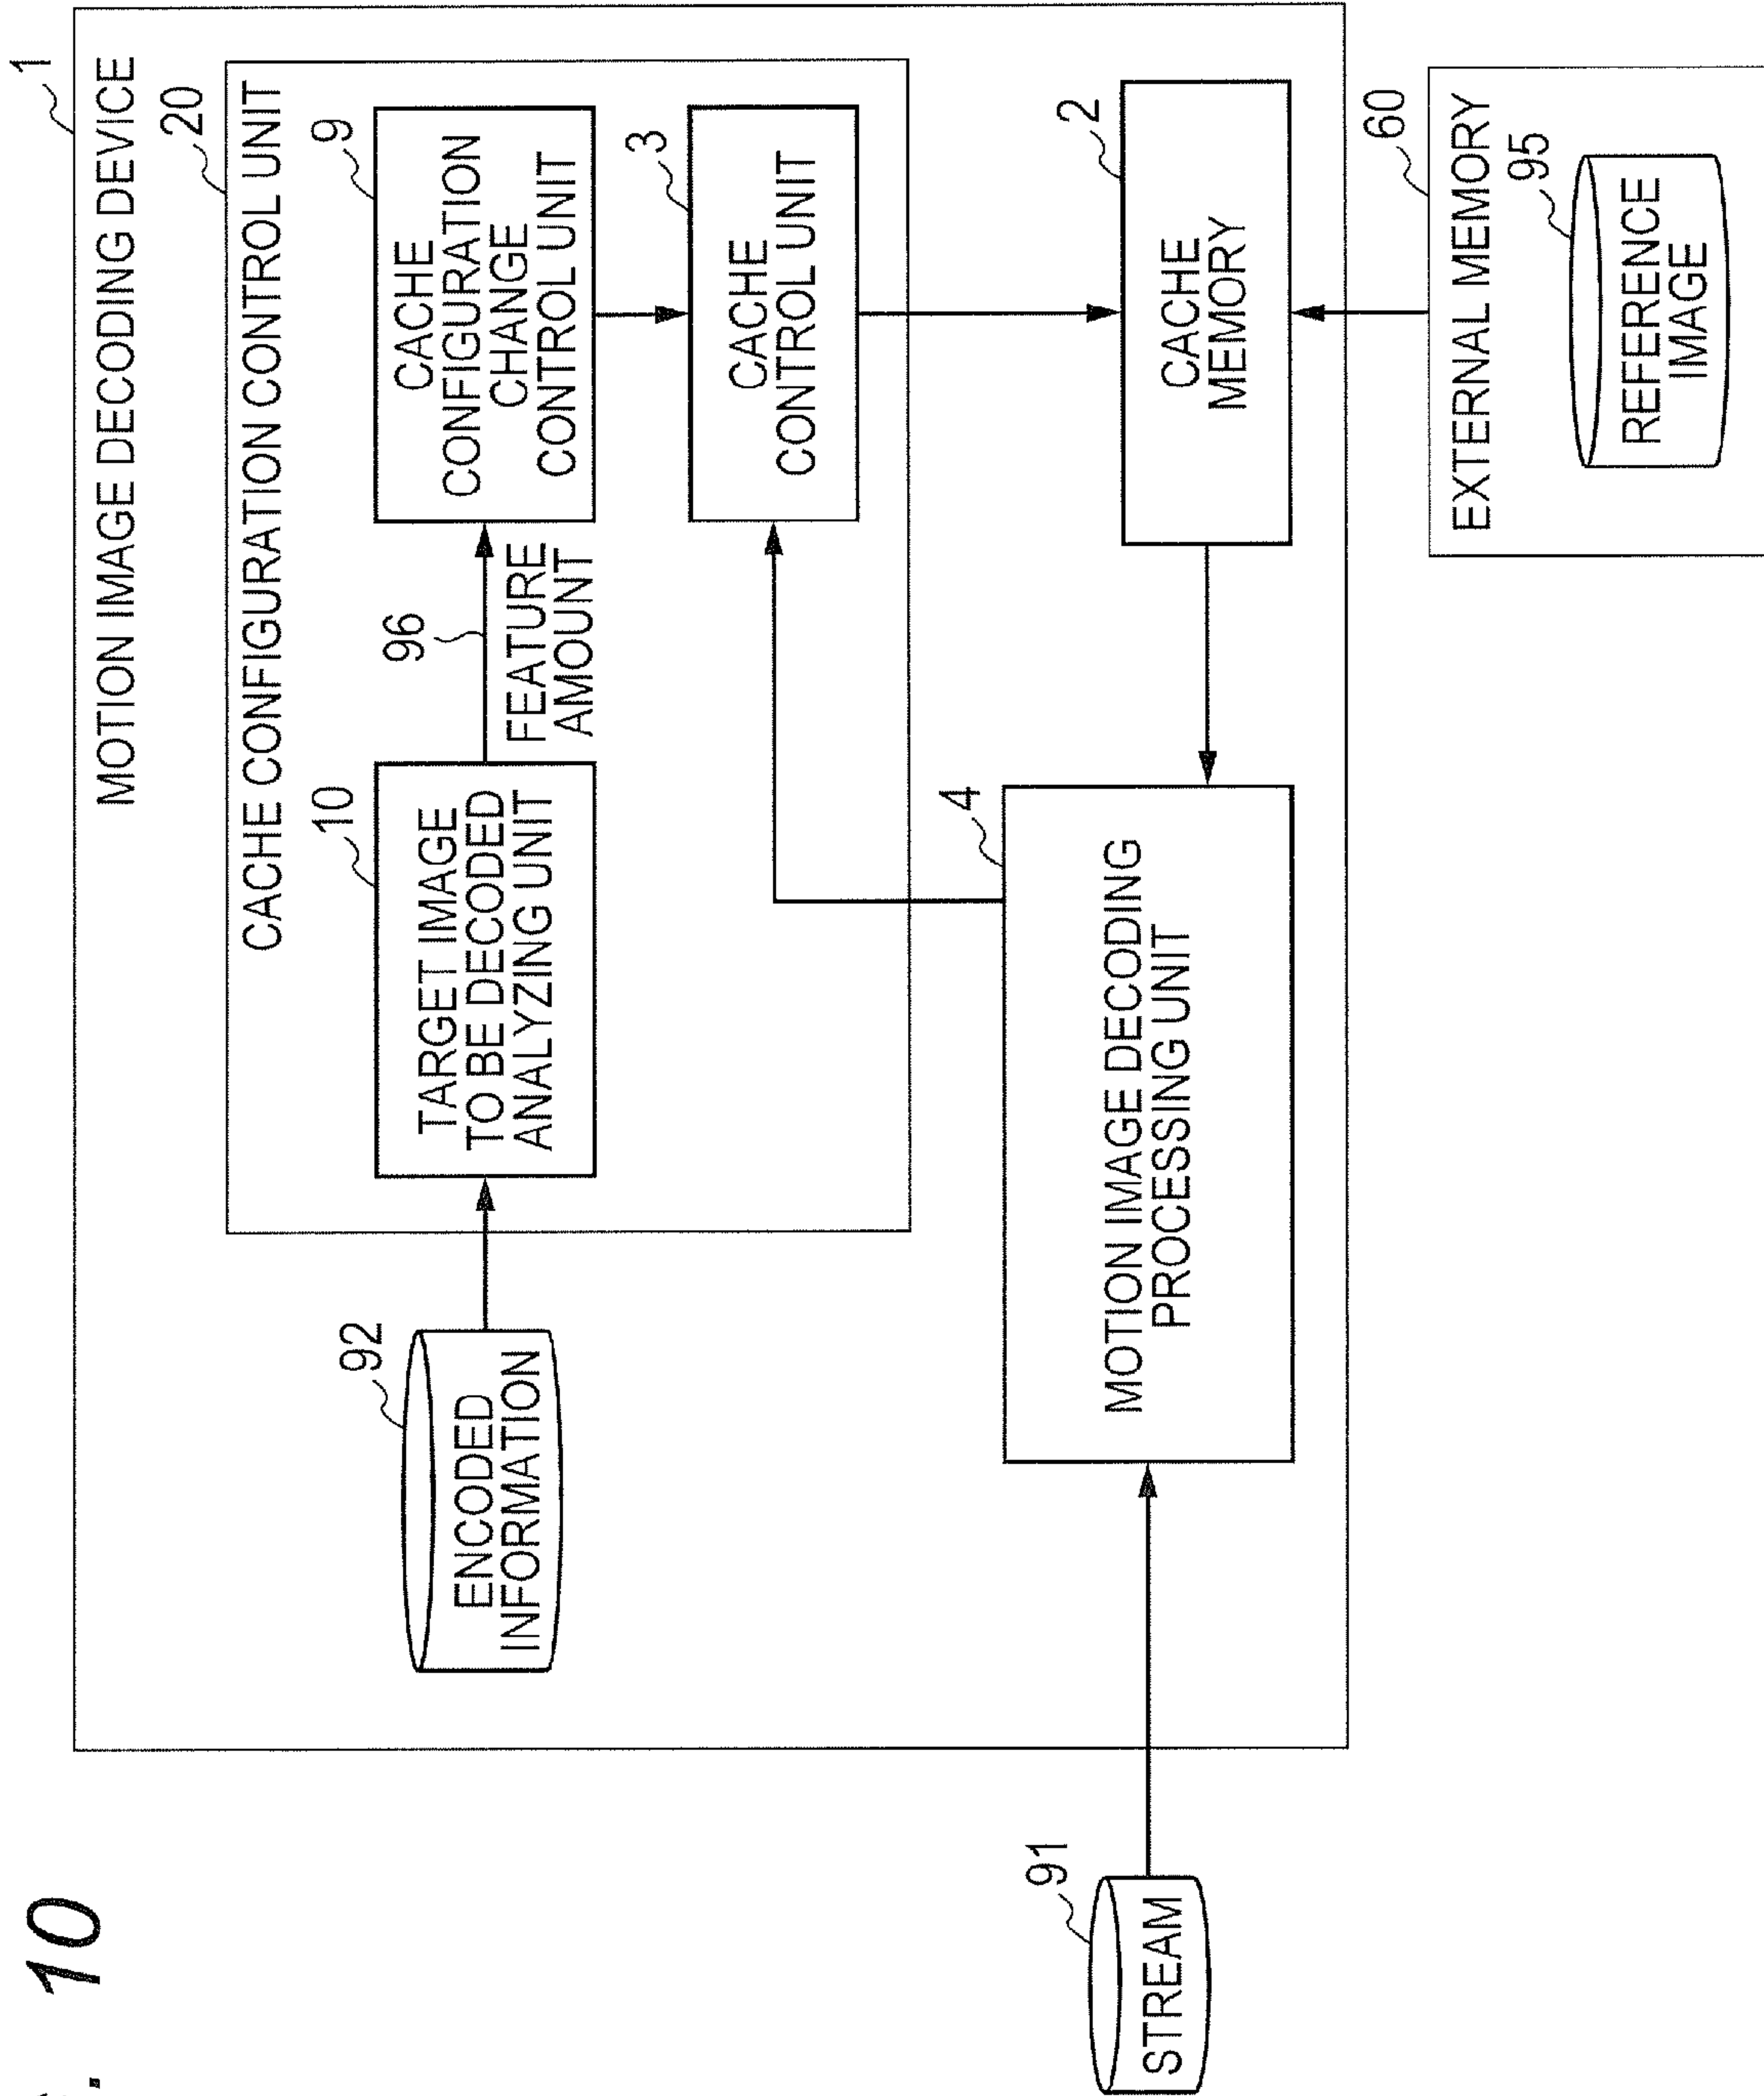 . 10
1
MOTION IMAGE DECODING DEVICE
20
CACHE CONFIGURATION CONTROL UNIT
92
ENCODED
INFORMATION
10
TARGET IMAGE
TO BE DECODED
ANALYZING UNIT
96
FEATURE
AMOUNT
9
CACHE
CONFIGURATION
CHANGE
CONTROL UNIT
3
CACHE
CONTROL UNIT
91
STREAM
4
MOTION IMAGE DECODING
PROCESSING UNIT
2
CACHE
MEMORY
60
EXTERNAL MEMORY
95
REFERENCE
IMAGE